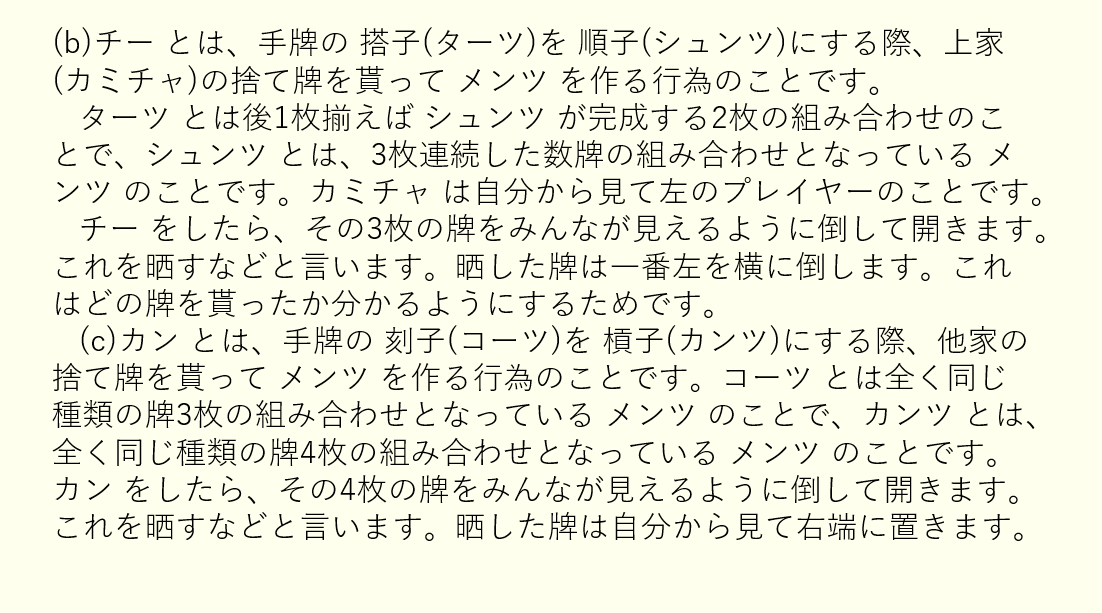 (b)チー とは、手牌の 搭子(ターツ)を 順子(シュンツ)にする際、上家
(カミチャ)の捨て牌を貰って メンツ を作る行為のことです。
　ターツ とは後1枚揃えば シュンツ が完成する2枚の組み合わせのこ
とで、シュンツ とは、3枚連続した数牌の組み合わせとなっている メ
ンツ のことです。カミチャ は自分から見て左のプレイヤーのことです。
　チー をしたら、その3枚の牌をみんなが見えるように倒して開きます。
これを晒すなどと言います。晒した牌は一番左を横に倒します。これ
はどの牌を貰ったか分かるようにするためです。
　(c)カン とは、手牌の 刻子(コーツ)を 槓子(カンツ)にする際、他家の
捨て牌を貰って メンツ を作る行為のことです。コーツ とは全く同じ
種類の牌3枚の組み合わせとなっている メンツ のことで、カンツ とは、
全く同じ種類の牌4枚の組み合わせとなっている メンツ のことです。
カン をしたら、その4枚の牌をみんなが見えるように倒して開きます。
これを晒すなどと言います。晒した牌は自分から見て右端に置きます。